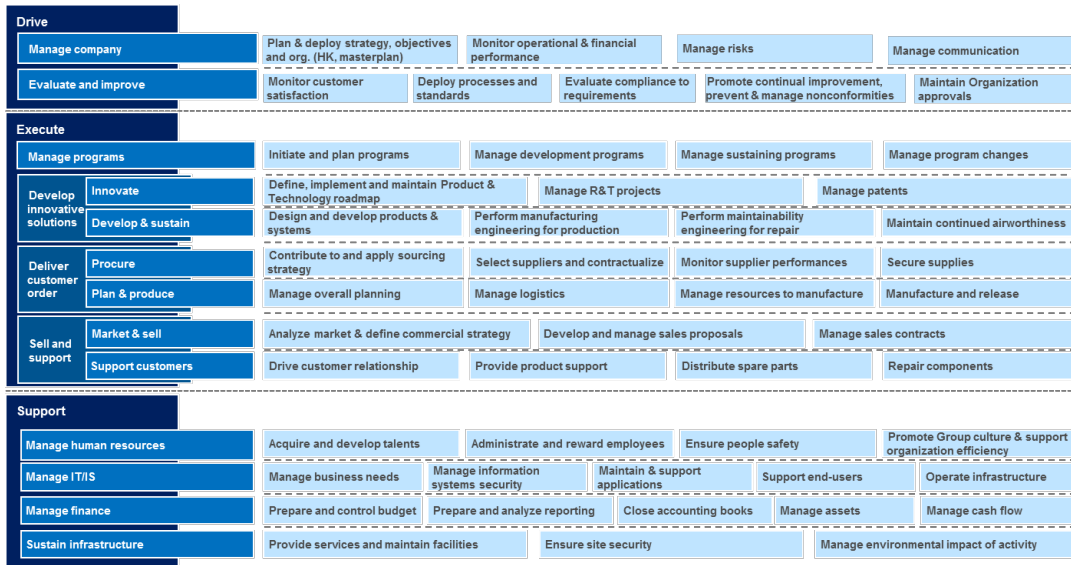 Drive
Manage company
Plan & deploy strategy, objectives
and org. (HK, masterplan)
Monitor operational & financial
performance
Manage risks
Manage communication
Evaluate and improve
Monitor customer
satisfaction
Deploy processes and
standards
Evaluate compliance to
requirements
Promote continual improvement,
prevent & manage nonconformities
Maintain Organization
approvals
Execute
Manage programs
Initiate and plan programs
Manage development programs
Manage sustaining programs
Manage program changes
Develop
innovative
solutions
Innovate
Define, implement and maintain Product &
Technology roadmap
Manage R&T projects
Manage patents
Develop & sustain
Design and develop products &
systems
Perform manufacturing
engineering for production
Perform maintainability
engineering for repair
Maintain continued airworthiness
Deliver
customer
order
Procure
Contribute to and apply sourcing
strategy
Select suppliers and contractualize
Monitor supplier performances
Secure supplies
Plan & produce
Manage overall planning
Manage logistics
Manage resources to manufacture
Manufacture and release
Sell and
support
Market & sell
Analyze market & define commercial strategy
Develop and manage sales proposals
Manage sales contracts
Support customers
Drive customer relationship
Provide product support
Distribute spare parts
Repair components
Support
Manage human resources
Acquire and develop talents
Administrate and reward employees
Ensure people safety
Promote Group culture & support
organization efficiency
Manage IT/IS
Manage business needs
Manage information
systems security
Maintain & support
applications
Support end-users
Operate infrastructure
Manage finance
Prepare and control budget
Prepare and analyze reporting
Close accounting books
Manage assets
Manage cash flow
Sustain infrastructure
Provide services and maintain facilities
Ensure site security
Manage environmental impact of activity